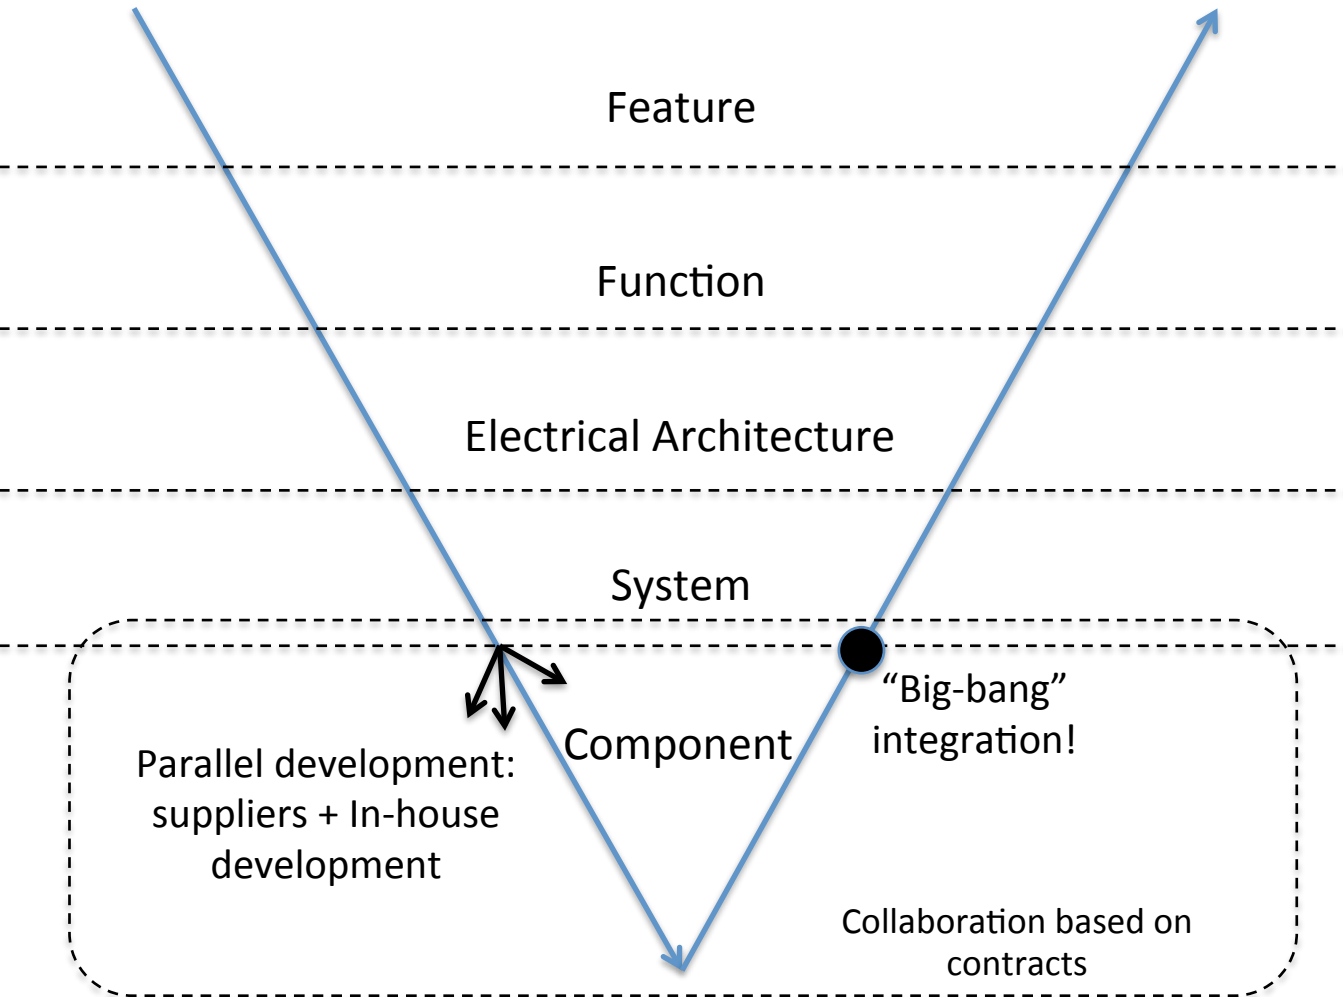 Feature
Function
Electrical Architecture
System
“Big-bang”
integration!
Component
Parallel development:
suppliers + In-house
development
Collaboration based on
contracts